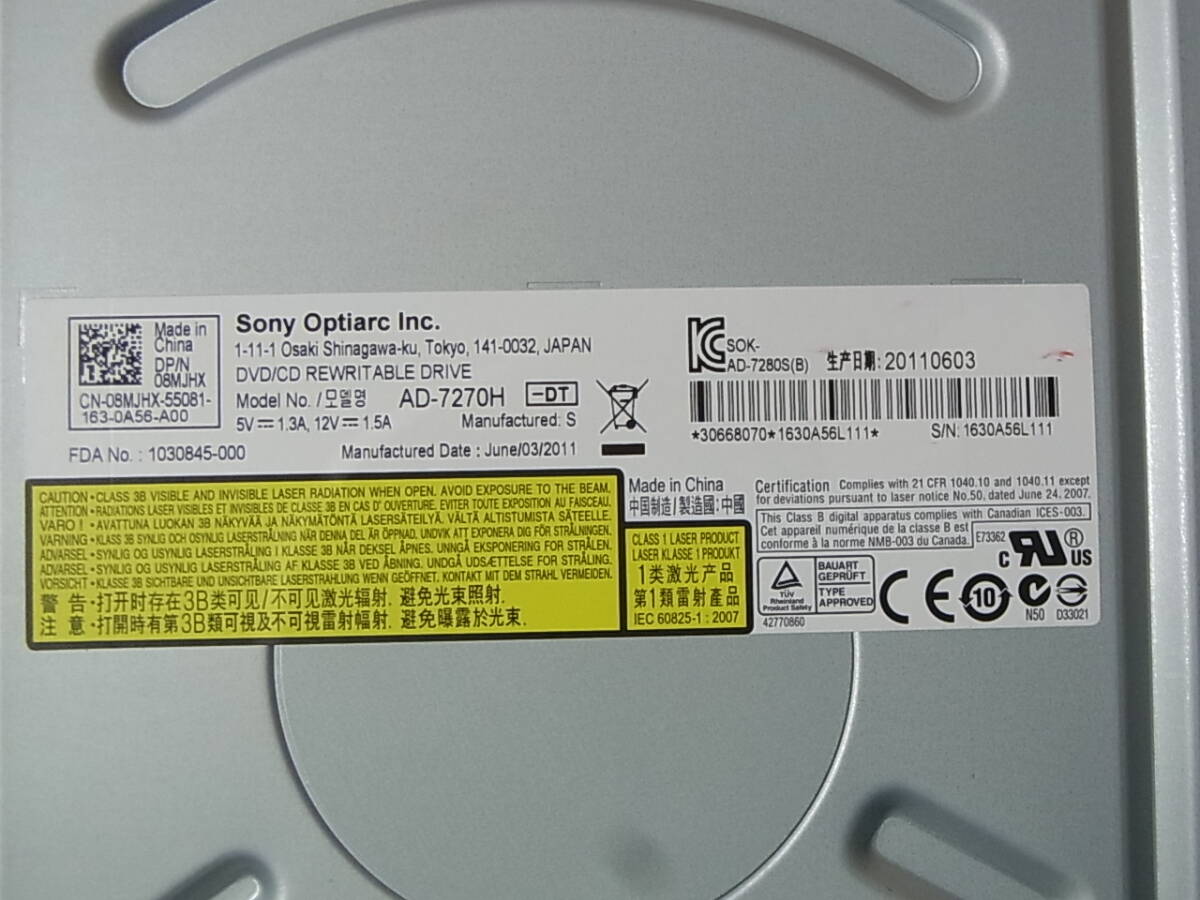 Made in
China
DP/N
08MJHX
CN-08MJHX-55081-
163-0A56-A00
Sony Optiarc Inc.
1-11-1 Osaki Shinagawa-ku, Tokyo, 141-0032, JAPAN
DVD/CD REWRITABLE DRIVE
Model No. /모델명 AD-7270H -DT
5V ⎓ 1.3A, 12V ⎓ 1.5A Manufactured: S
FDA No. : 1030845-000 Manufactured Date : June/03/2011
SOK-
AD-7280S(B) 生产日期: 20110603
*30668070*1630A56L111* S/N: 1630A56L111
CAUTION • CLASS 3B VISIBLE AND INVISIBLE LASER RADIATION WHEN OPEN. AVOID EXPOSURE TO THE BEAM.
ATTENTION • RADIATIONS LASER VISIBLES ET INVISIBLES DE CLASSE 3B EN CAS D' OUVERTURE. EVITER TOUTE EXPOSITION AU FAISCEAU.
VARO ! • AVATTUNA LUOKAN 3B NÄKYVÄÄ JA NÄKYMÄTÖNTÄ LASERSÄTEILYÄ. VÄLTÄ ALTISTUMISTA SÄTEELLE.
VARNING • KLASS 3B SYNLIG OCH OSYNLIG LASERSTRÅLNING NÄR DENNA DEL ÄR ÖPPNAD. UNDVIK ATT EXPONERA DIG FÖR STRÅLNINGEN.
ADVARSEL • SYNLIG OG USYNLIG LASERSTRÅLING I KLASSE 3B NÅR DEKSEL ÅPNES. UNNGÅ EKSPONERING FOR STRÅLEN.
ADVARSEL • SYNLIG OG USYNLIG LASERSTRÅLING AF KLASSE 3B VED ÅBNING. UNDGÅ UDSÆTTELSE FOR STRÅLING.
VORSICHT • KLASSE 3B SICHTBARE UND UNSICHTBARE LASERSTRAHLUNG WENN GEÖFFNET. KONTAKT MIT DEM STRAHL VERMEIDEN.
警 告 • 打开时存在3B类可见/不可见激光辐射. 避免光束照射.
注 意 • 打開時有第3B類可視及不可視雷射幅射. 避免曝露於光束.
Made in China
中国制造/製造國:中國
CLASS 1 LASER PRODUCT
LASER KLASSE 1 PRODUKT
1类激光产品
第1類雷射產品
IEC 60825-1 : 2007
Certification Complies with 21 CFR 1040.10 and 1040.11 except
for deviations pursuant to laser notice No.50, dated June 24, 2007.
This Class B digital apparatus complies with Canadian ICES-003.
Cet appareil numérique de la classe B est
conforme à la norme NMB-003 du Canada.
E73362
c RU ® US
TÜV
Rheinland
Product Safety
BAUART
GEPRÜFT
TYPE
APPROVED
42770860
CE
10
N50
D33021